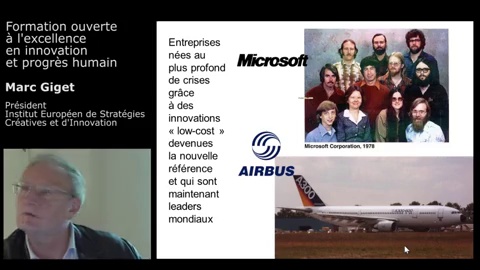 Formation ouverte
à l'excellence
en innovation
et progrès humain
Marc Giget
Président
Institut Européen de Stratégies
Créatives et d'Innovation
Entreprises
nées au
plus profond
de crises
grâce
à des
innovations
« low-cost »
devenues
la nouvelle
référence
et qui sont
maintenant
leaders
mondiaux
Microsoft
Microsoft Corporation, 1978
AIRBUS
A300